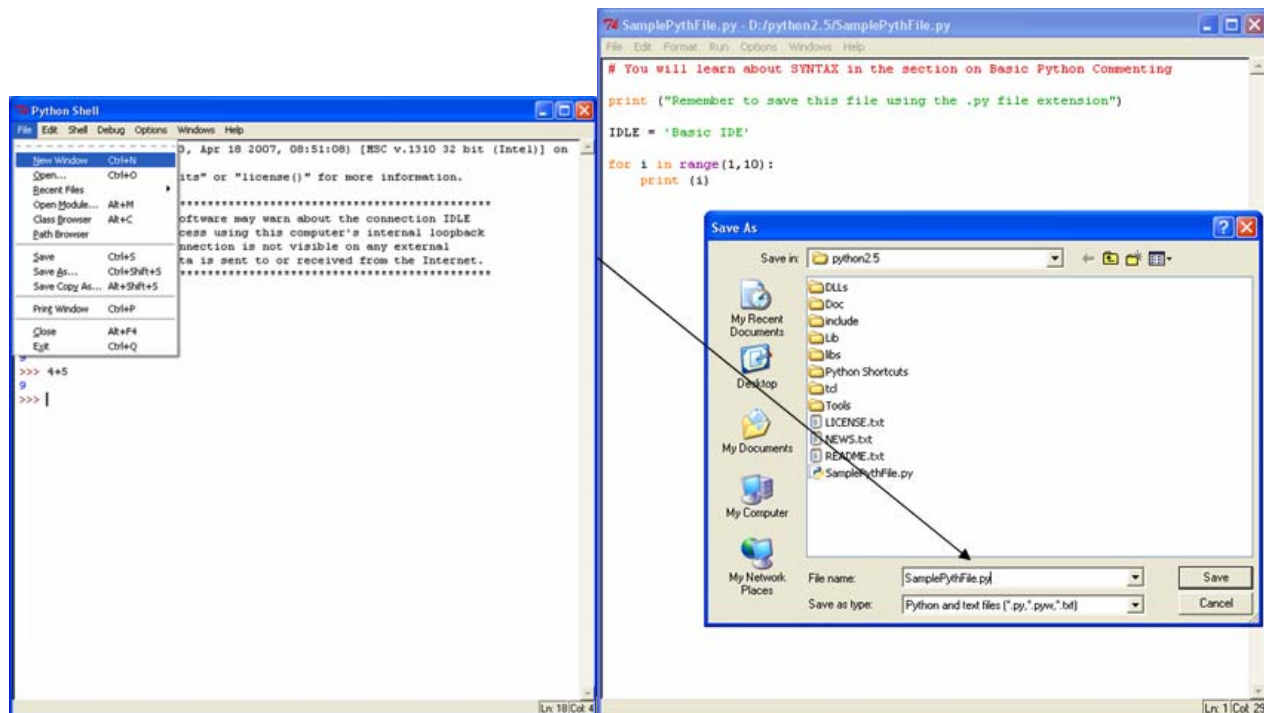 Python Shell
File Edit Shell Debug Options Windows Help
3, Apr 18 2007, 08:51:08) [MSC v.1310 32 bit (Intel)] on
its" or "license()" for more information.
****************************************
oftware may warn about the connection IDLE
cess using this computer's internal loopback
nnection is not visible on any external
ta is sent to or received from the Internet.
****************************************
New Window Ctrl+N
Open... Ctrl+O
Recent Files
Open Module... Alt+M
Class Browser Alt+C
Path Browser
Save Ctrl+S
Save As... Ctrl+Shift+S
Save Copy As... Alt+Shift+S
Print Window Ctrl+P
Close Alt+F4
Exit Ctrl+Q
9
>>> 4+5
9
>>>
Ln: 18 Col: 4
SamplePythFile.py - D:/python2.5/SamplePythFile.py
File Edit Format Run Options Windows Help
# You will learn about SYNTAX in the section on Basic Python Commenting
print ("Remember to save this file using the .py file extension")
IDLE = 'Basic IDE'
for i in range(1,10):
    print (i)
Save As
Save in: python2.5
My Recent Documents
Desktop
My Documents
My Computer
My Network Places
DLLs
Doc
include
Lib
libs
Python Shortcuts
tcl
Tools
LICENSE.txt
NEWS.txt
README.txt
SamplePythFile.py
File name: SamplePythFile.py Save
Save as type: Python and text files (*.py,*.pyw,*.txt) Cancel
Ln: 1 Col: 29